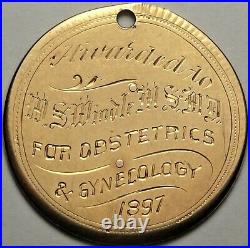 Awarded to
FOR OBSTETRICS
& GYNECOLOGY
1897